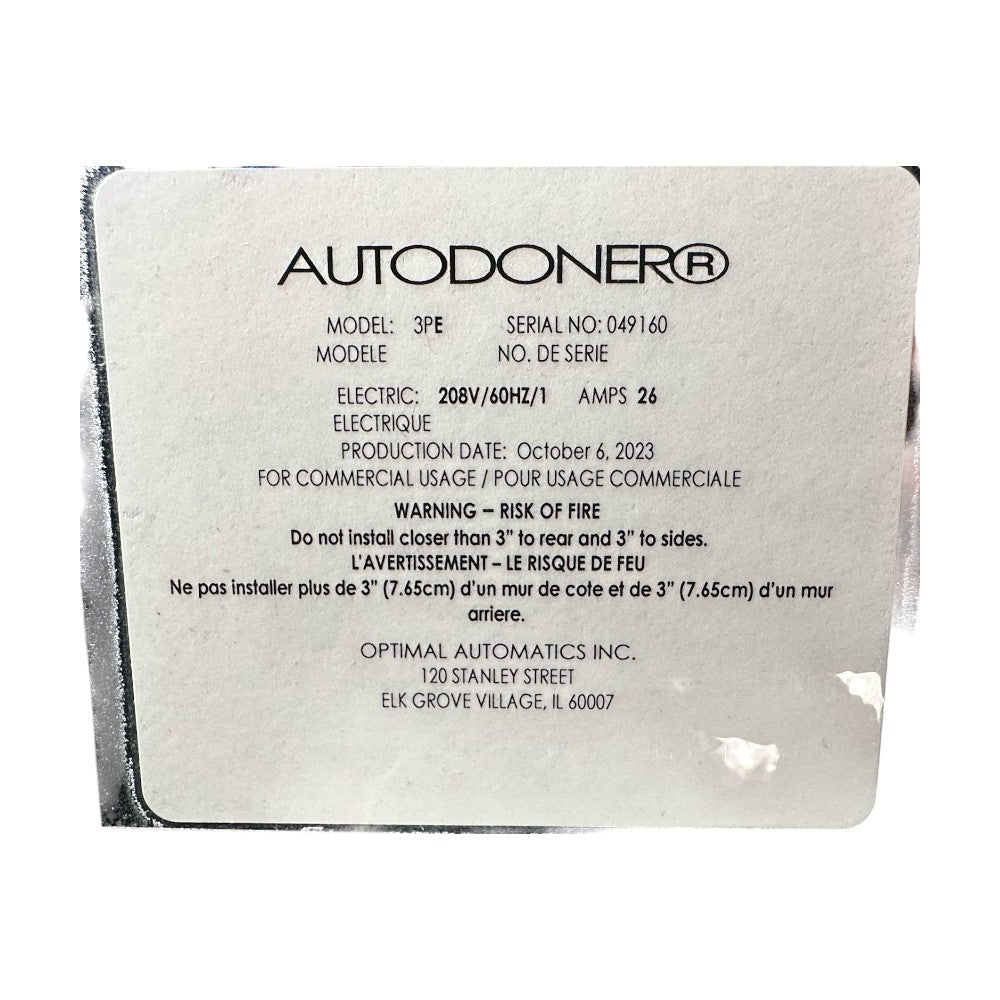 AUTODONER®
MODEL: 3PE SERIAL NO: 049160
MODELE NO. DE SERIE
ELECTRIC: 208V/60HZ/1 AMPS 26
ELECTRIQUE
PRODUCTION DATE: October 6, 2023
FOR COMMERCIAL USAGE / POUR USAGE COMMERCIALE
WARNING – RISK OF FIRE
Do not install closer than 3” to rear and 3” to sides.
L’AVERTISSEMENT – LE RISQUE DE FEU
Ne pas installer plus de 3” (7.65cm) d’un mur de cote et de 3” (7.65cm) d’un mur
arriere.
OPTIMAL AUTOMATICS INC.
120 STANLEY STREET
ELK GROVE VILLAGE, IL 60007